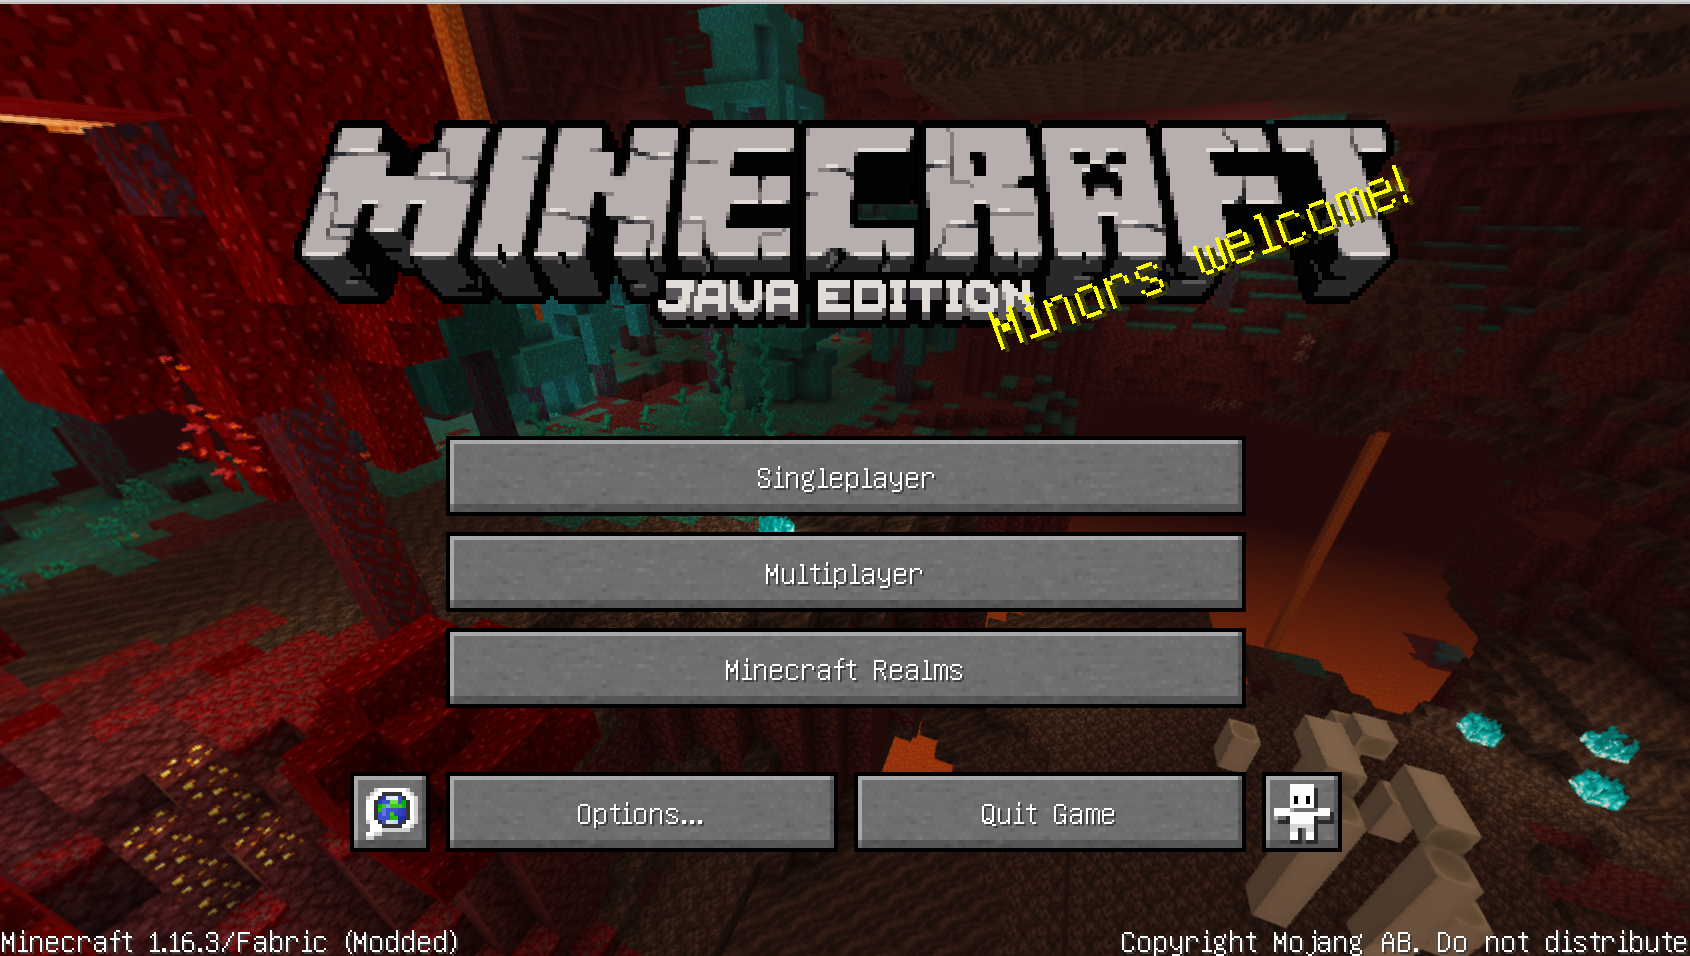 MINECRAFT
JAVA EDITION
Minors welcome!
Singleplayer
Multiplayer
Minecraft Realms
Options...
Quit Game
Minecraft 1.16.3/Fabric (Modded)
Copyright Mojang AB. Do not distribute